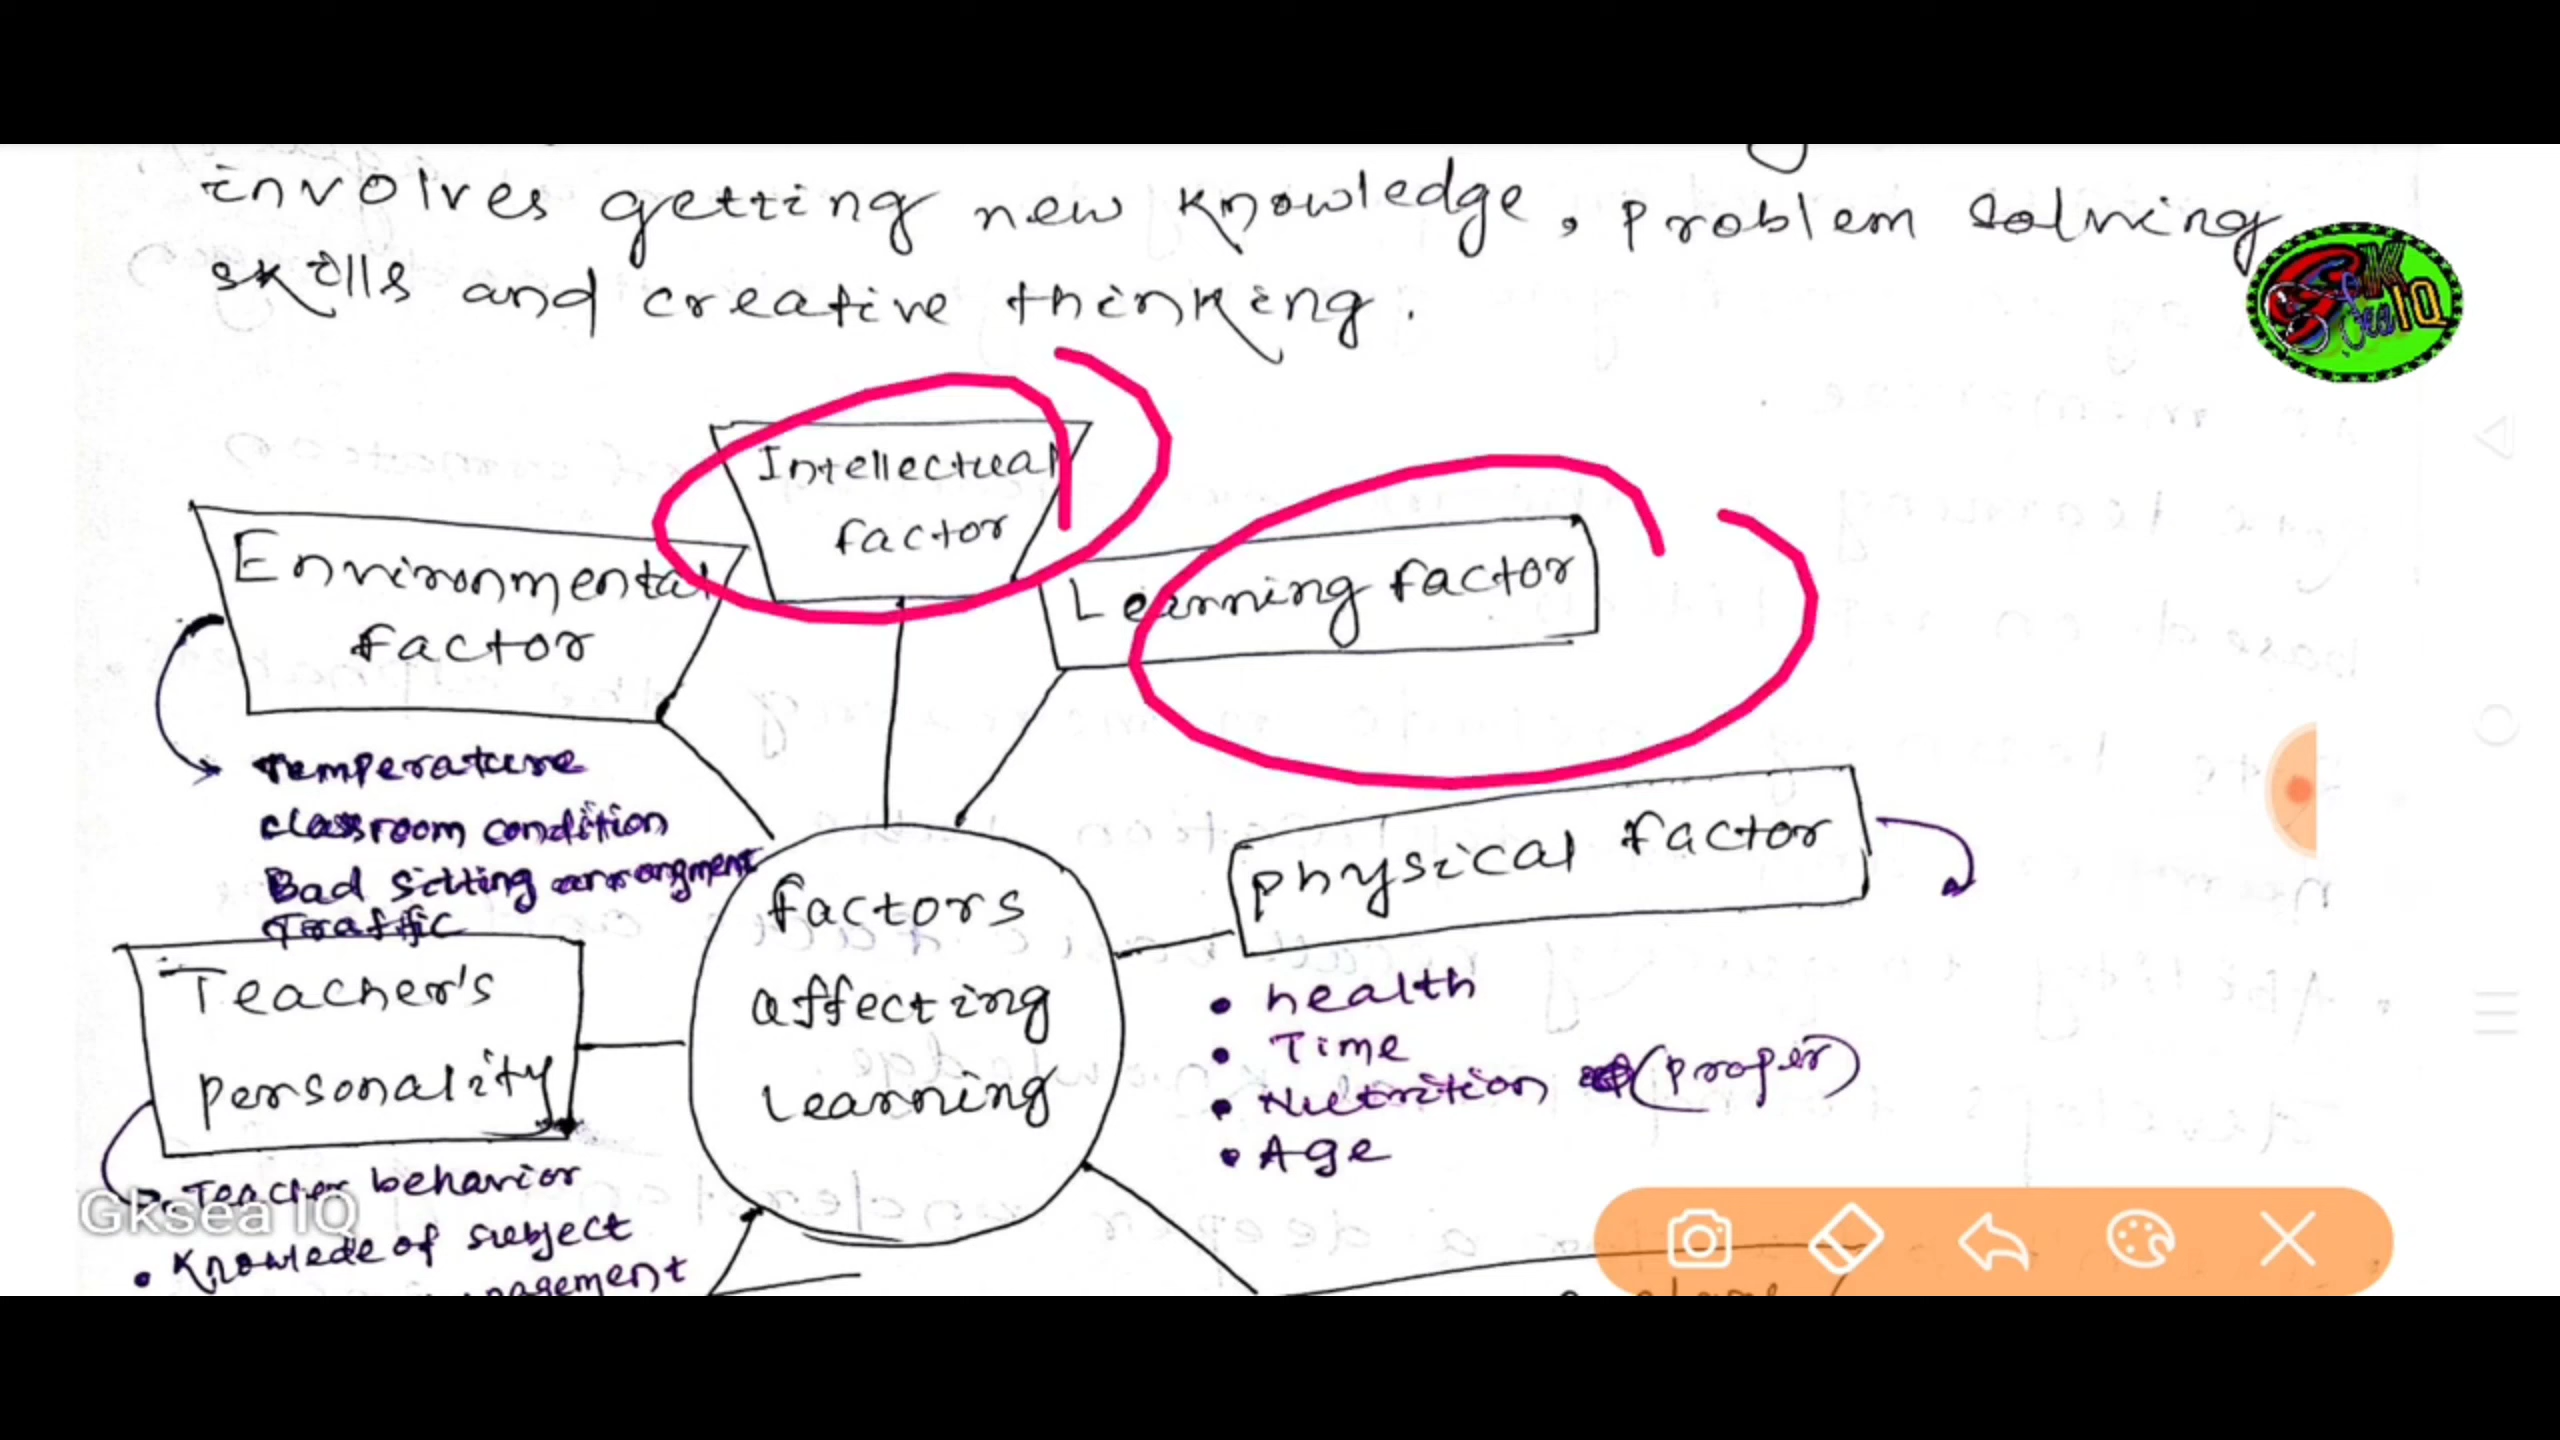 involves getting new knowledge, problem solving
skills and creative thinking.
Intellectual
factor
Environmental
factor
Learning factor
Temperature
classroom condition
Bad sitting arrangment
Traffic
physical factor
factors
affecting
learning
Teacher's
personality
• health
• Time
• Nutrition (proper)
• Age
Teacher behavior
• Knowlede of subject
Gksea IQ